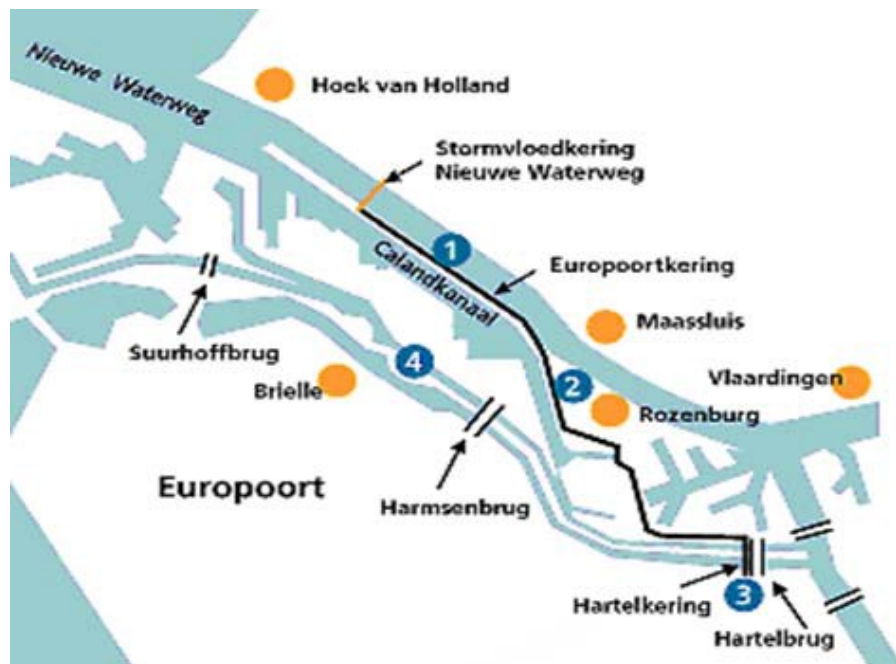 Nieuwe Waterweg
Hoek van Holland
Stormvloedkering
Nieuwe Waterweg
1
Calandkanaal
Europoortkering
Maassluis
Suurhoffbrug
4
Brielle
2
Vlaardingen
Rozenburg
Europoort
Harmsenbrug
Hartelkering
3
Hartelbrug